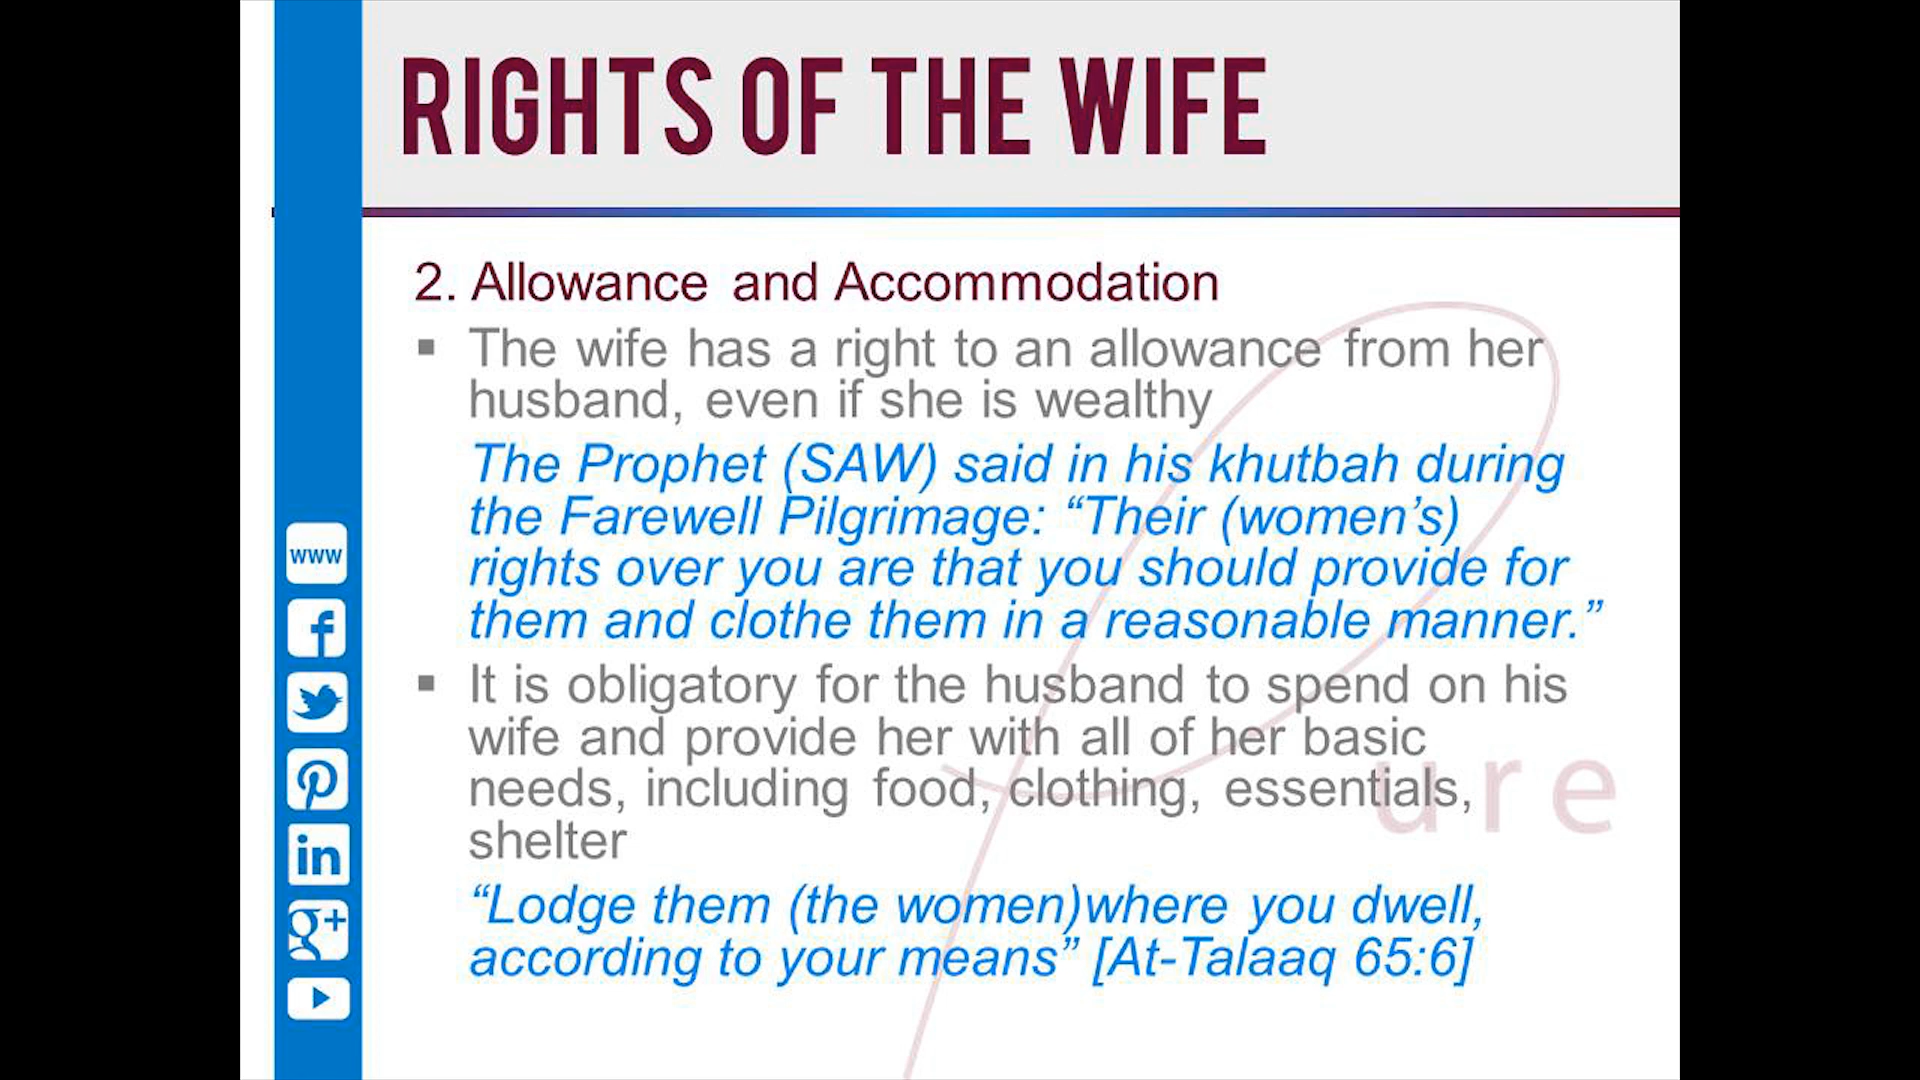 RIGHTS OF THE WIFE
2. Allowance and Accommodation
▪ The wife has a right to an allowance from her
husband, even if she is wealthy
The Prophet (SAW) said in his khutbah during
the Farewell Pilgrimage: “Their (women’s)
rights over you are that you should provide for
them and clothe them in a reasonable manner.”
▪ It is obligatory for the husband to spend on his
wife and provide her with all of her basic
needs, including food, clothing, essentials,
shelter
“Lodge them (the women)where you dwell,
according to your means” [At-Talaaq 65:6]
www
f
in
g+
ure